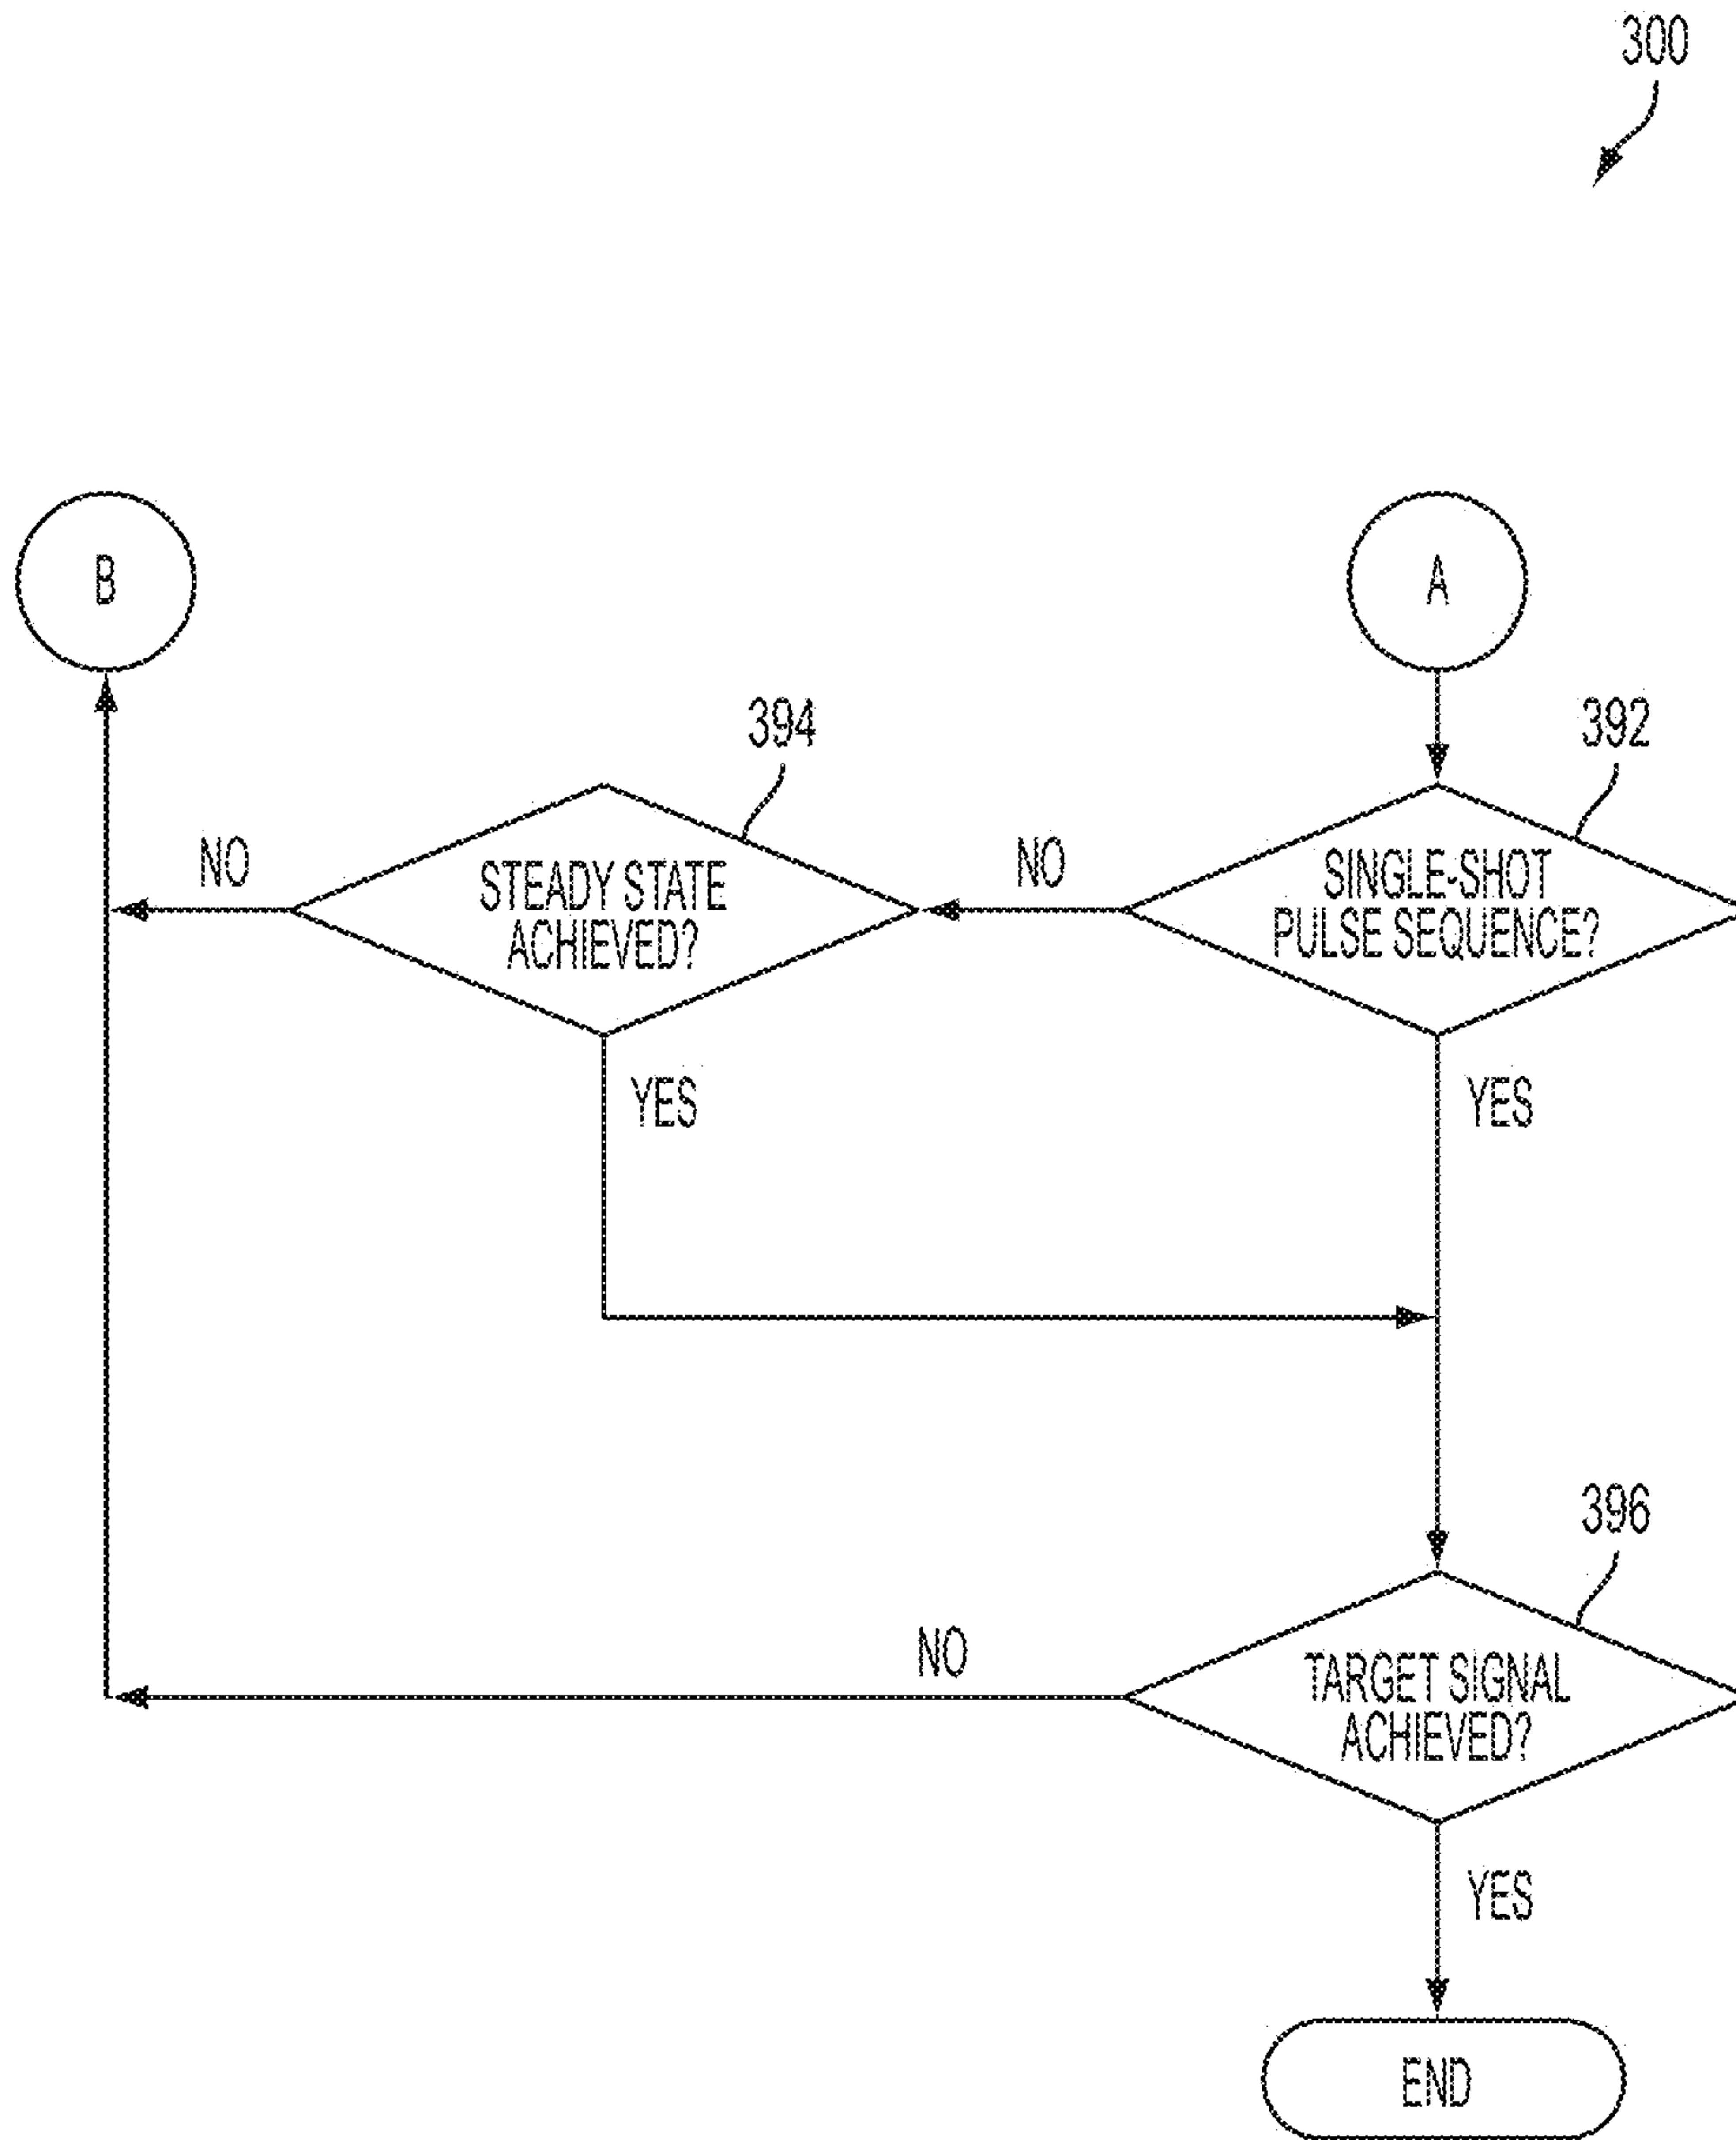 300
B
A
394
392
NO
STEADY STATE
ACHIEVED?
NO
SINGLE-SHOT
PULSE SEQUENCE?
YES
YES
396
NO
TARGET SIGNAL
ACHIEVED?
YES
END